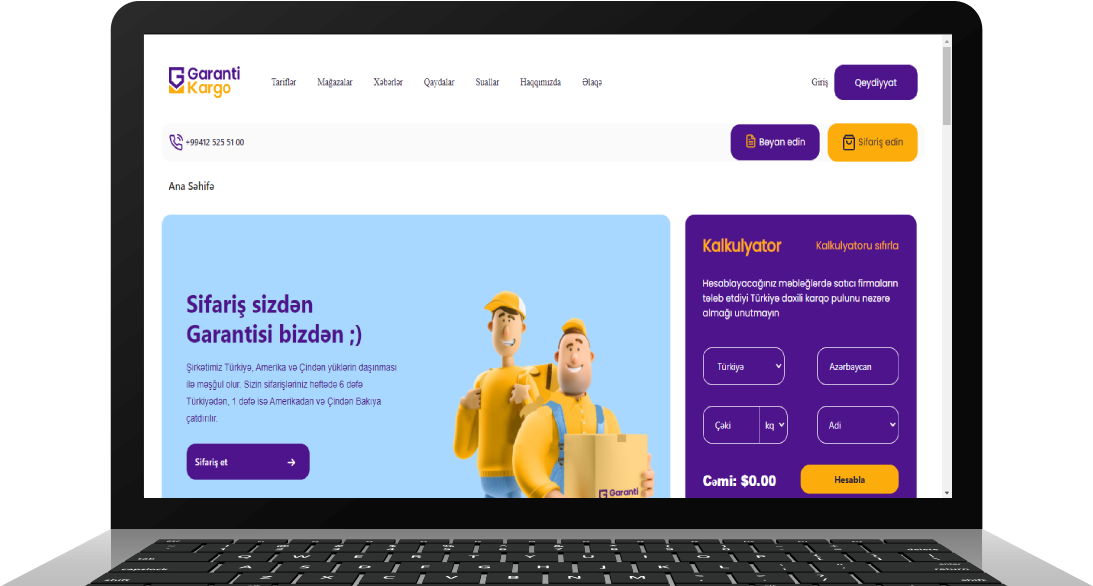 Garanti
Kargo
Tariflər Mağazalar Xəbərlər Qaydalar Suallar Haqqımızda Əlaqə Giriş Qeydiyyat
+99412 525 51 00 Bəyan edin Sifariş edin
Ana Səhifə
Sifariş sizdən
Garantisi bizdən ;)
Şirkətimiz Türkiyə, Amerika və Çindən yüklərin daşınması
ilə məşğul olur. Sizin sifarişləriniz həftədə 6 dəfə
Türkiyədən, 1 dəfə isə Amerikadan və Çindən Bakıya
çatdırılır.
Sifariş et →
Garanti
Kalkulyator Kalkulyatoru sıfırla
Hesablayacağınız məbləğlərdə satıcı firmaların
tələb etdiyi Türkiyə daxili karqo pulunu nəzərə
almağı unutmayın
Türkiyə Azərbaycan
Çəki kq Adi
Cəmi: $0.00 Hesabla
Q W E R T Y U I O P
capslock A S D F G H J K L return
shift Z X C V B N M shift